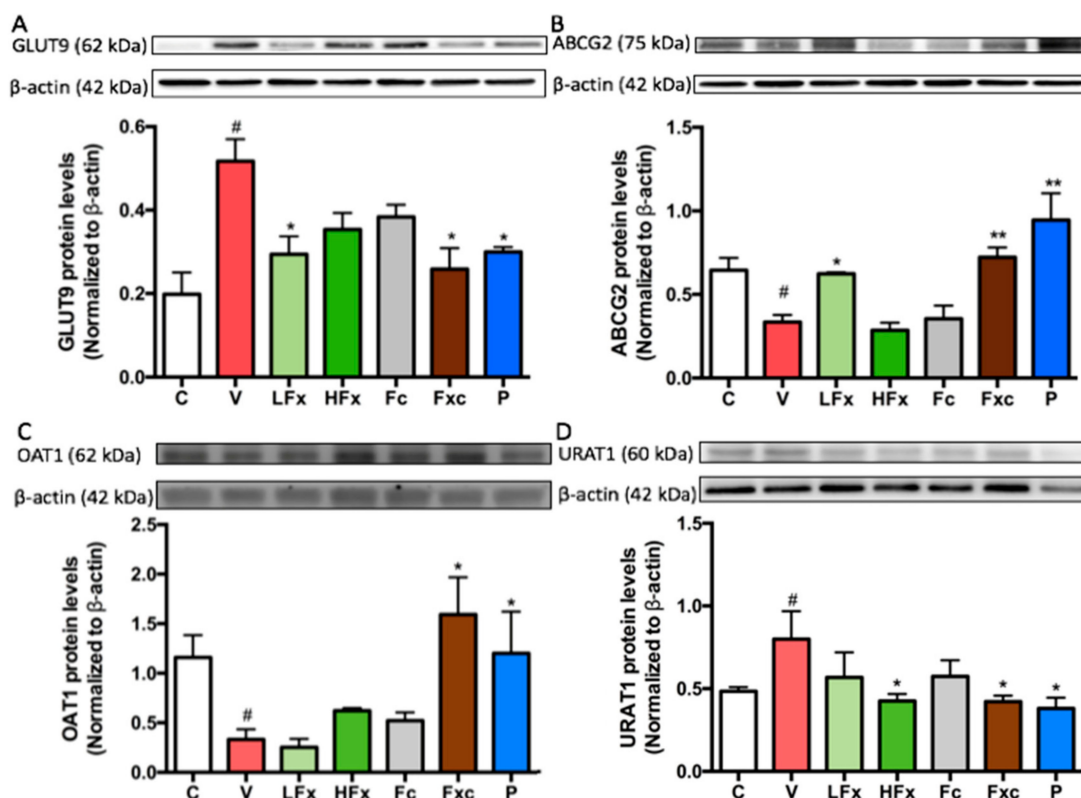 A
GLUT9 (62 kDa)
β-actin (42 kDa)
GLUT9 protein levels
(Normalized to β-actin)
0.6
0.4
0.2
0.0
#
*
*
*
C V LFx HFx Fc Fxc P
B
ABCG2 (75 kDa)
β-actin (42 kDa)
ABCG2 protein levels
(Normalized to β-actin)
1.5
1.0
0.5
0.0
#
*
**
**
C V LFx HFx Fc Fxc P
C
OAT1 (62 kDa)
β-actin (42 kDa)
OAT1 protein levels
(Normalized to β-actin)
2.5
2.0
1.5
1.0
0.5
0.0
#
*
*
C V LFx HFx Fc Fxc P
D
URAT1 (60 kDa)
β-actin (42 kDa)
URAT1 protein levels
(Normalized to β-actin)
1.5
1.0
0.5
0.0
#
*
*
*
C V LFx HFx Fc Fxc P